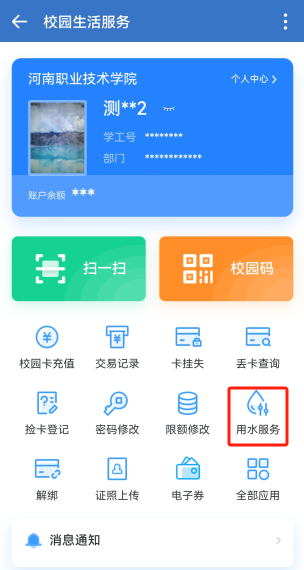 校园生活服务
河南职业技术学院
个人中心
测**2
学工号 ********
部门 ************
账户余额 ***
扫一扫
校园码
校园卡充值 交易记录 卡挂失 丢卡查询
捡卡登记 密码修改 限额修改 用水服务
解绑 证照上传 电子券 全部应用
消息通知